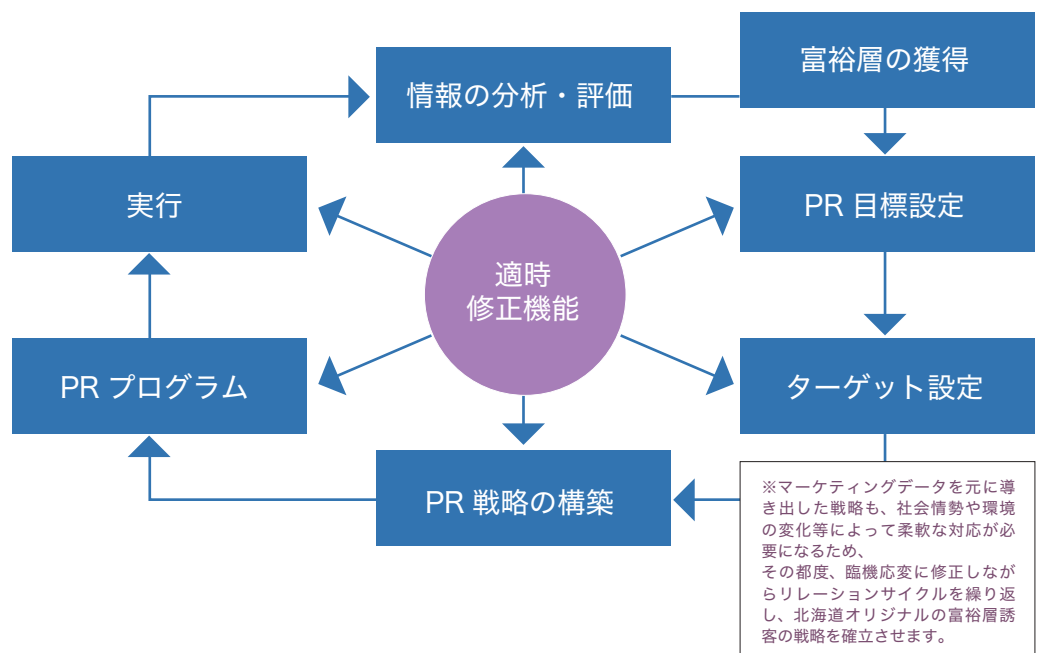 富裕層の獲得
情報の分析・評価
実行
PR 目標設定
適時
修正機能
PR プログラム
ターゲット設定
PR 戦略の構築
※マーケティングデータを元に導
き出した戦略も、社会情勢や環境
の変化等によって柔軟な対応が必
要になるため、
その都度、臨機応変に修正しなが
らリレーションサイクルを繰り返
し、北海道オリジナルの富裕層誘
客の戦略を確立させます。